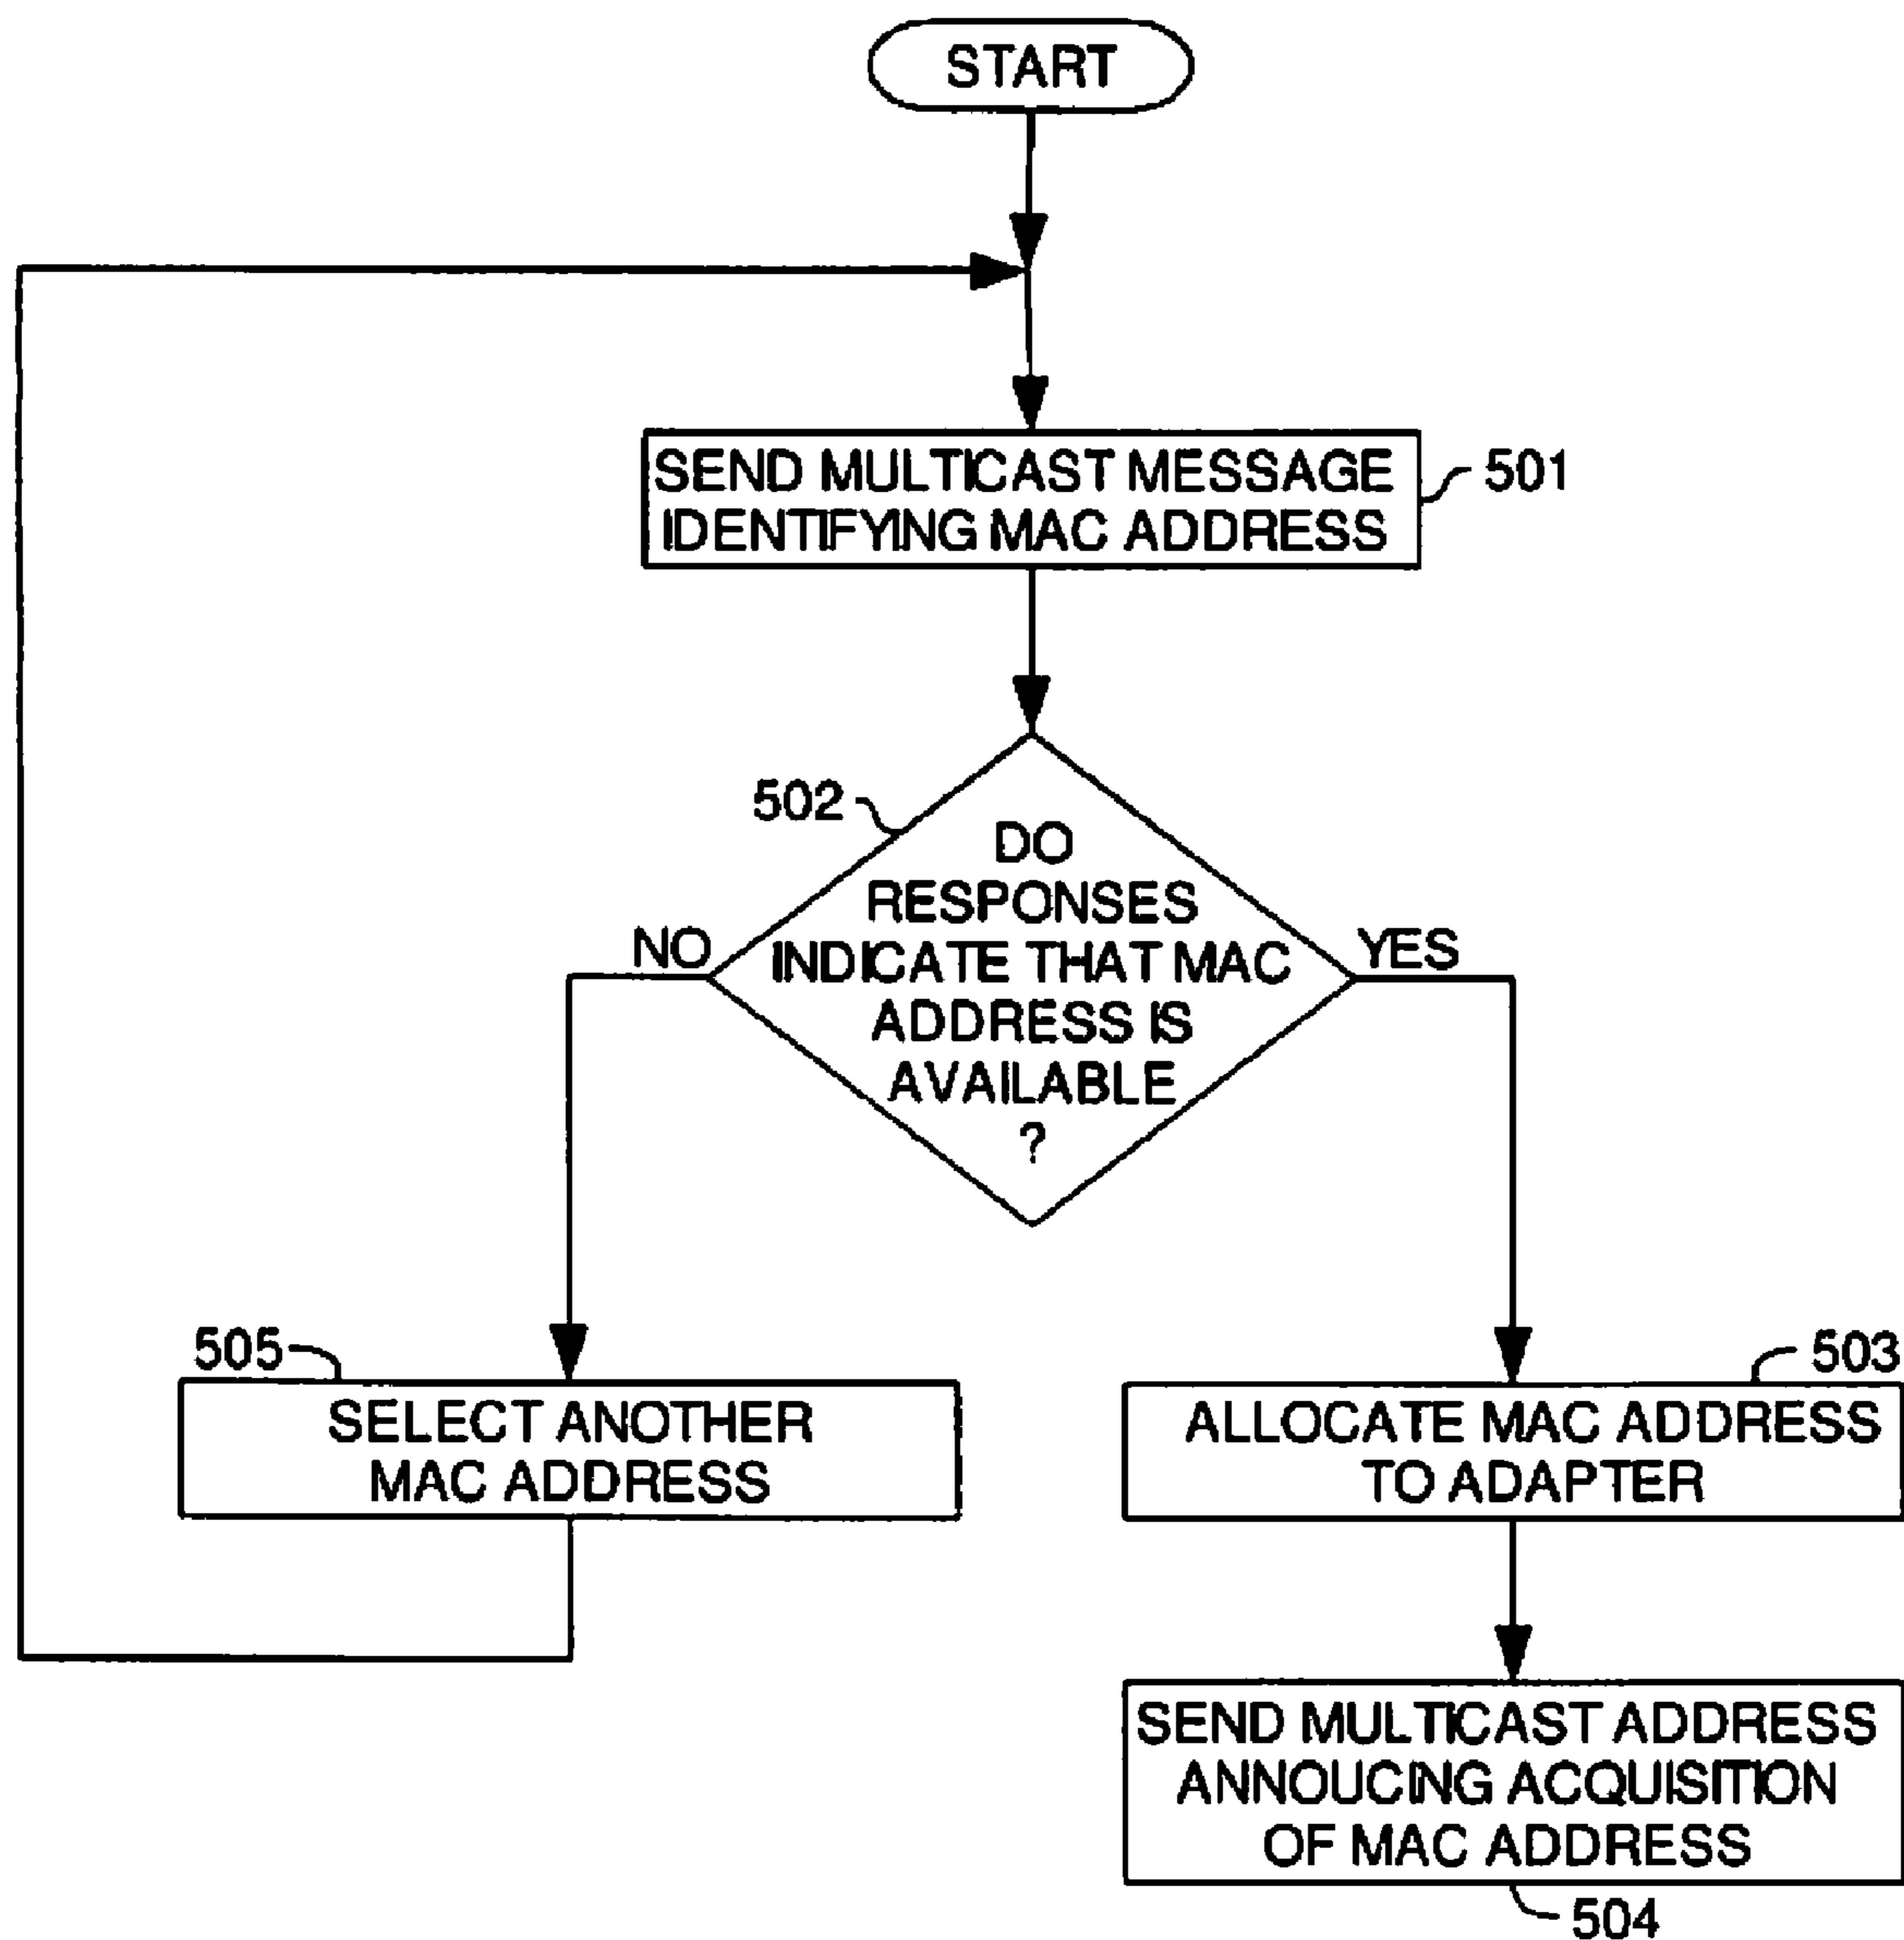 START
SEND MULTICAST MESSAGE
IDENTIFYING MAC ADDRESS
501
502
DO
RESPONSES
INDICATE THAT MAC
ADDRESS IS
AVAILABLE
?
NO
YES
505
SELECT ANOTHER
MAC ADDRESS
503
ALLOCATE MAC ADDRESS
TO ADAPTER
SEND MULTICAST ADDRESS
ANNOUCING ACQUISITION
OF MAC ADDRESS
504